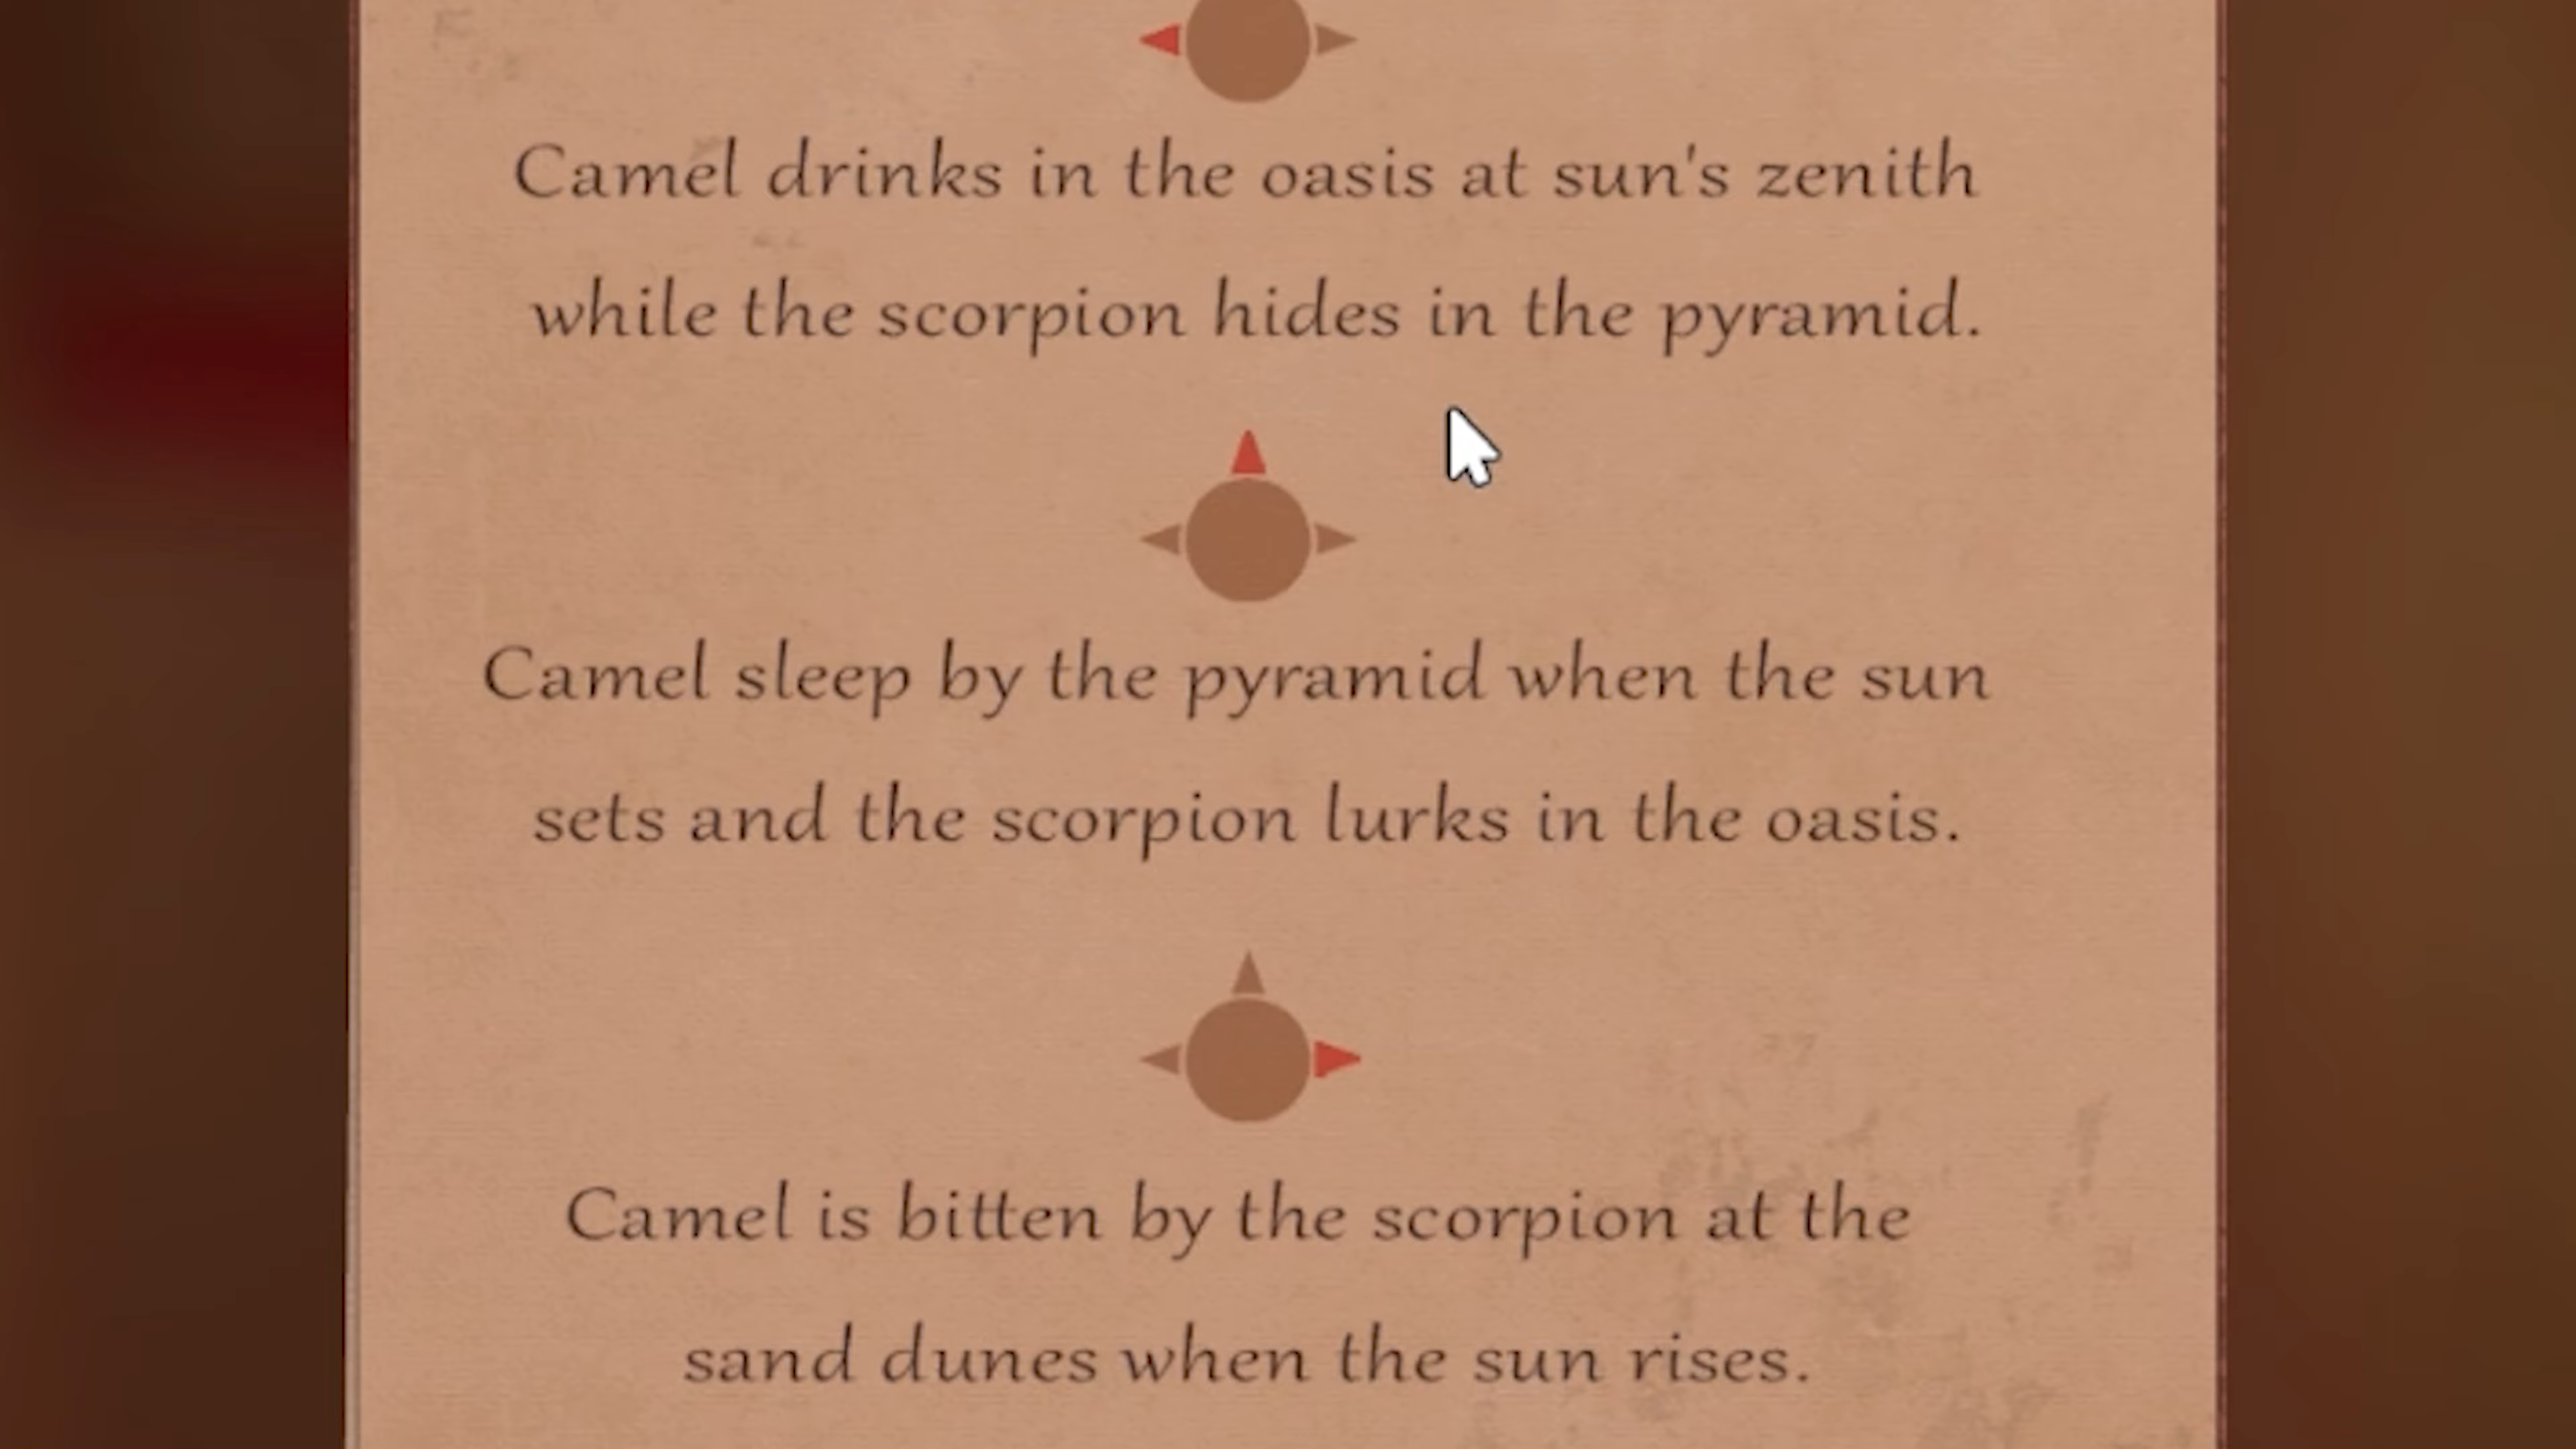 Camel drinks in the oasis at sun's zenith
while the scorpion hides in the pyramid.
Camel sleep by the pyramid when the sun
sets and the scorpion lurks in the oasis.
Camel is bitten by the scorpion at the
sand dunes when the sun rises.